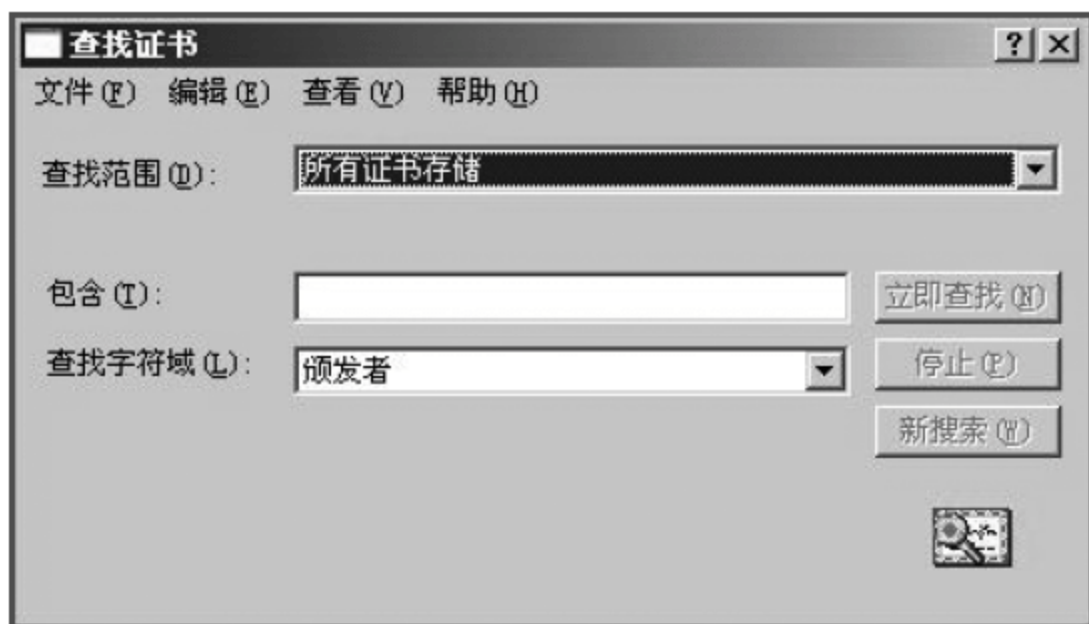 查找证书
文件(F) 编辑(E) 查看(V) 帮助(H)
查找范围(D): 所有证书存储
包含(T): 立即查找(N)
查找字符域(L): 颁发者 停止(P)
新搜索(W)